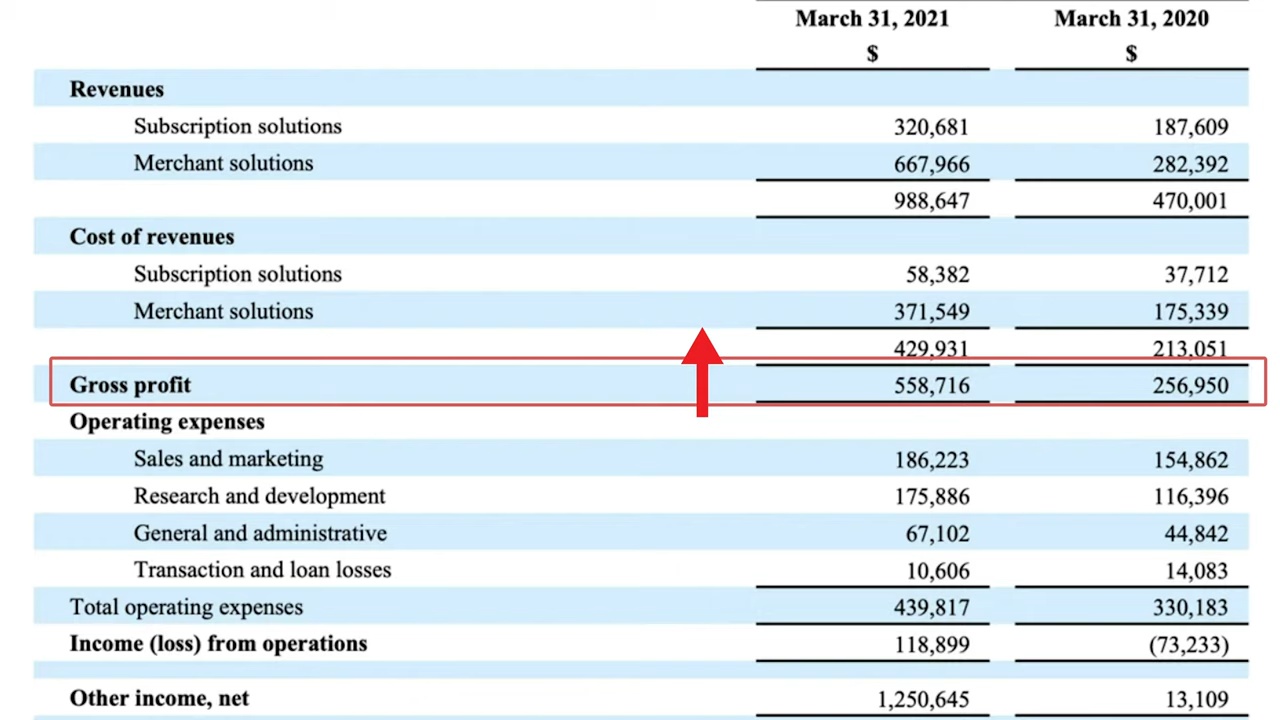 March 31, 2021 March 31, 2020
$ $
Revenues
Subscription solutions 320,681 187,609
Merchant solutions 667,966 282,392
988,647 470,001
Cost of revenues
Subscription solutions 58,382 37,712
Merchant solutions 371,549 175,339
429,931 213,051
Gross profit 558,716 256,950
Operating expenses
Sales and marketing 186,223 154,862
Research and development 175,886 116,396
General and administrative 67,102 44,842
Transaction and loan losses 10,606 14,083
Total operating expenses 439,817 330,183
Income (loss) from operations 118,899 (73,233)
Other income, net 1,250,645 13,109